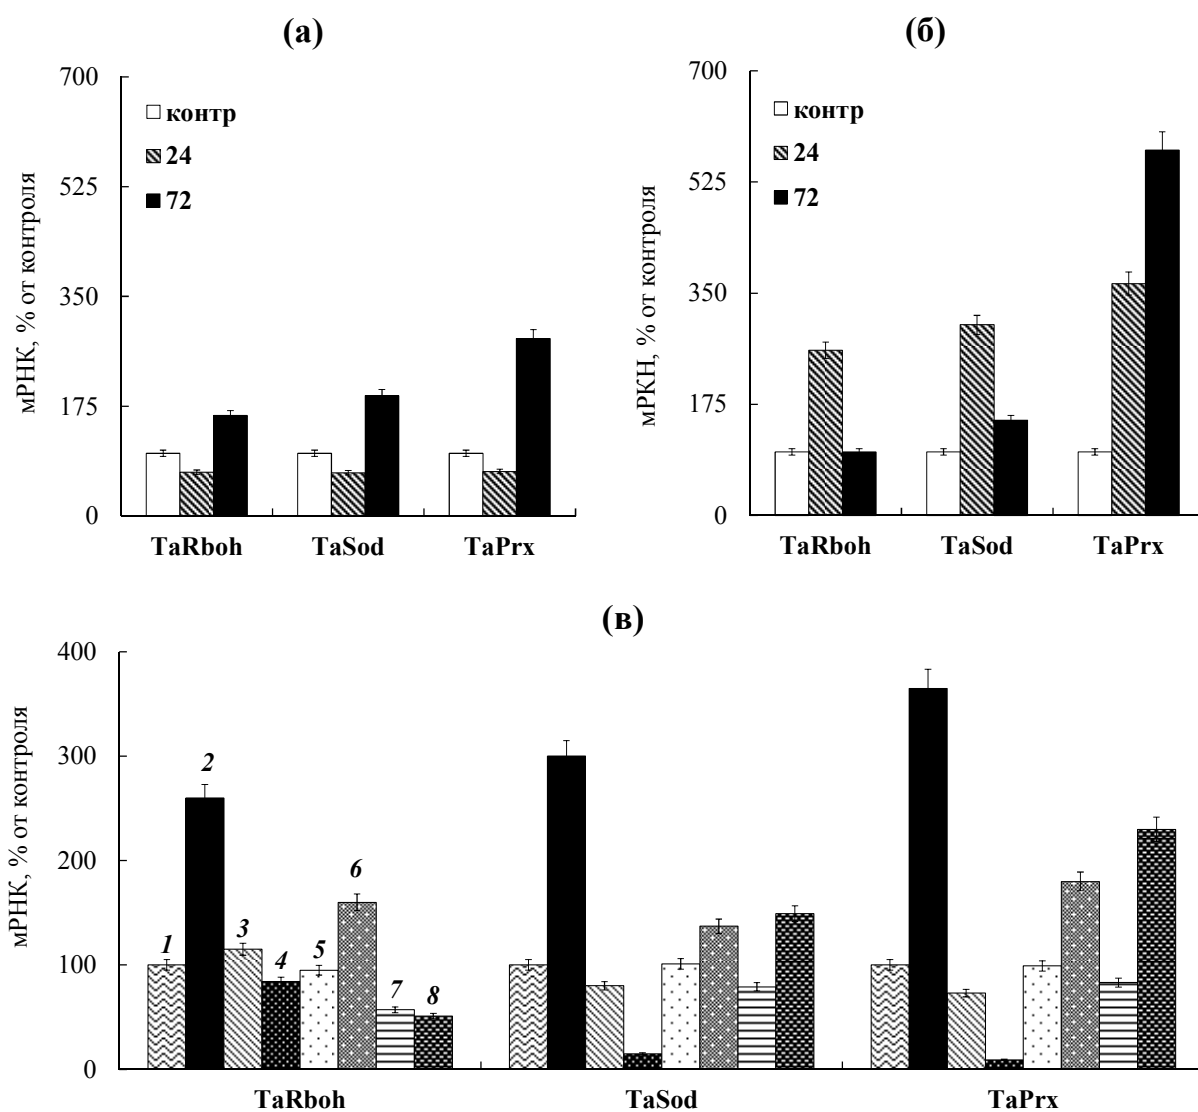 (а)
мРНК, % от контроля
700
525
350
175
0
контр
24
72
TaRboh TaSod TaPrx
(б)
мРКН, % от контроля
700
525
350
175
0
контр
24
72
TaRboh TaSod TaPrx
(в)
мРНК, % от контроля
400
300
200
100
0
1 2 3 4 5 6 7 8
TaRboh TaSod TaPrx